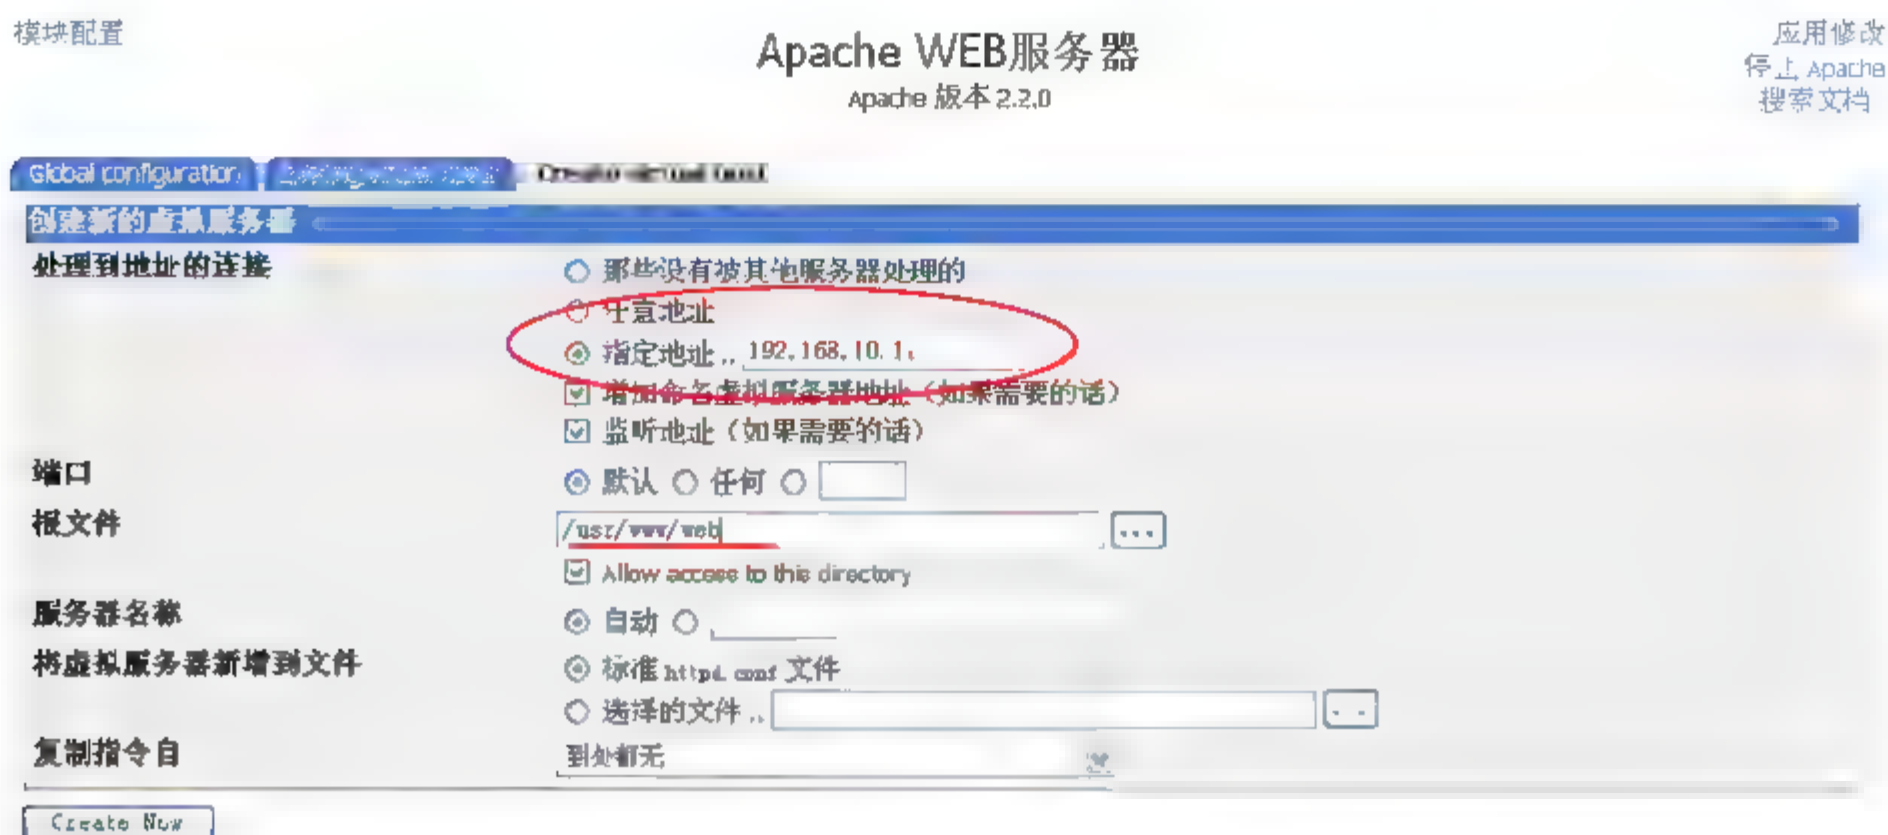 模块配置
Apache WEB服务器
Apache 版本 2.2.0
应用修改
停止 Apache
搜索文档
Global configuration
Create virtual host
创建新的虚拟服务器
处理到地址的连接
那些没有被其他服务器处理的
任意地址
指定地址.. 192.168.10.1
增加命名虚拟服务器地址（如果需要的话）
监听地址（如果需要的话）
端口
默认 任何
根文件
/usr/www/web
...
Allow access to this directory
服务器名称
自动
将虚拟服务器新增到文件
标准 httpd.conf 文件
选择的文件..
复制指令自
到处都无
Create Now